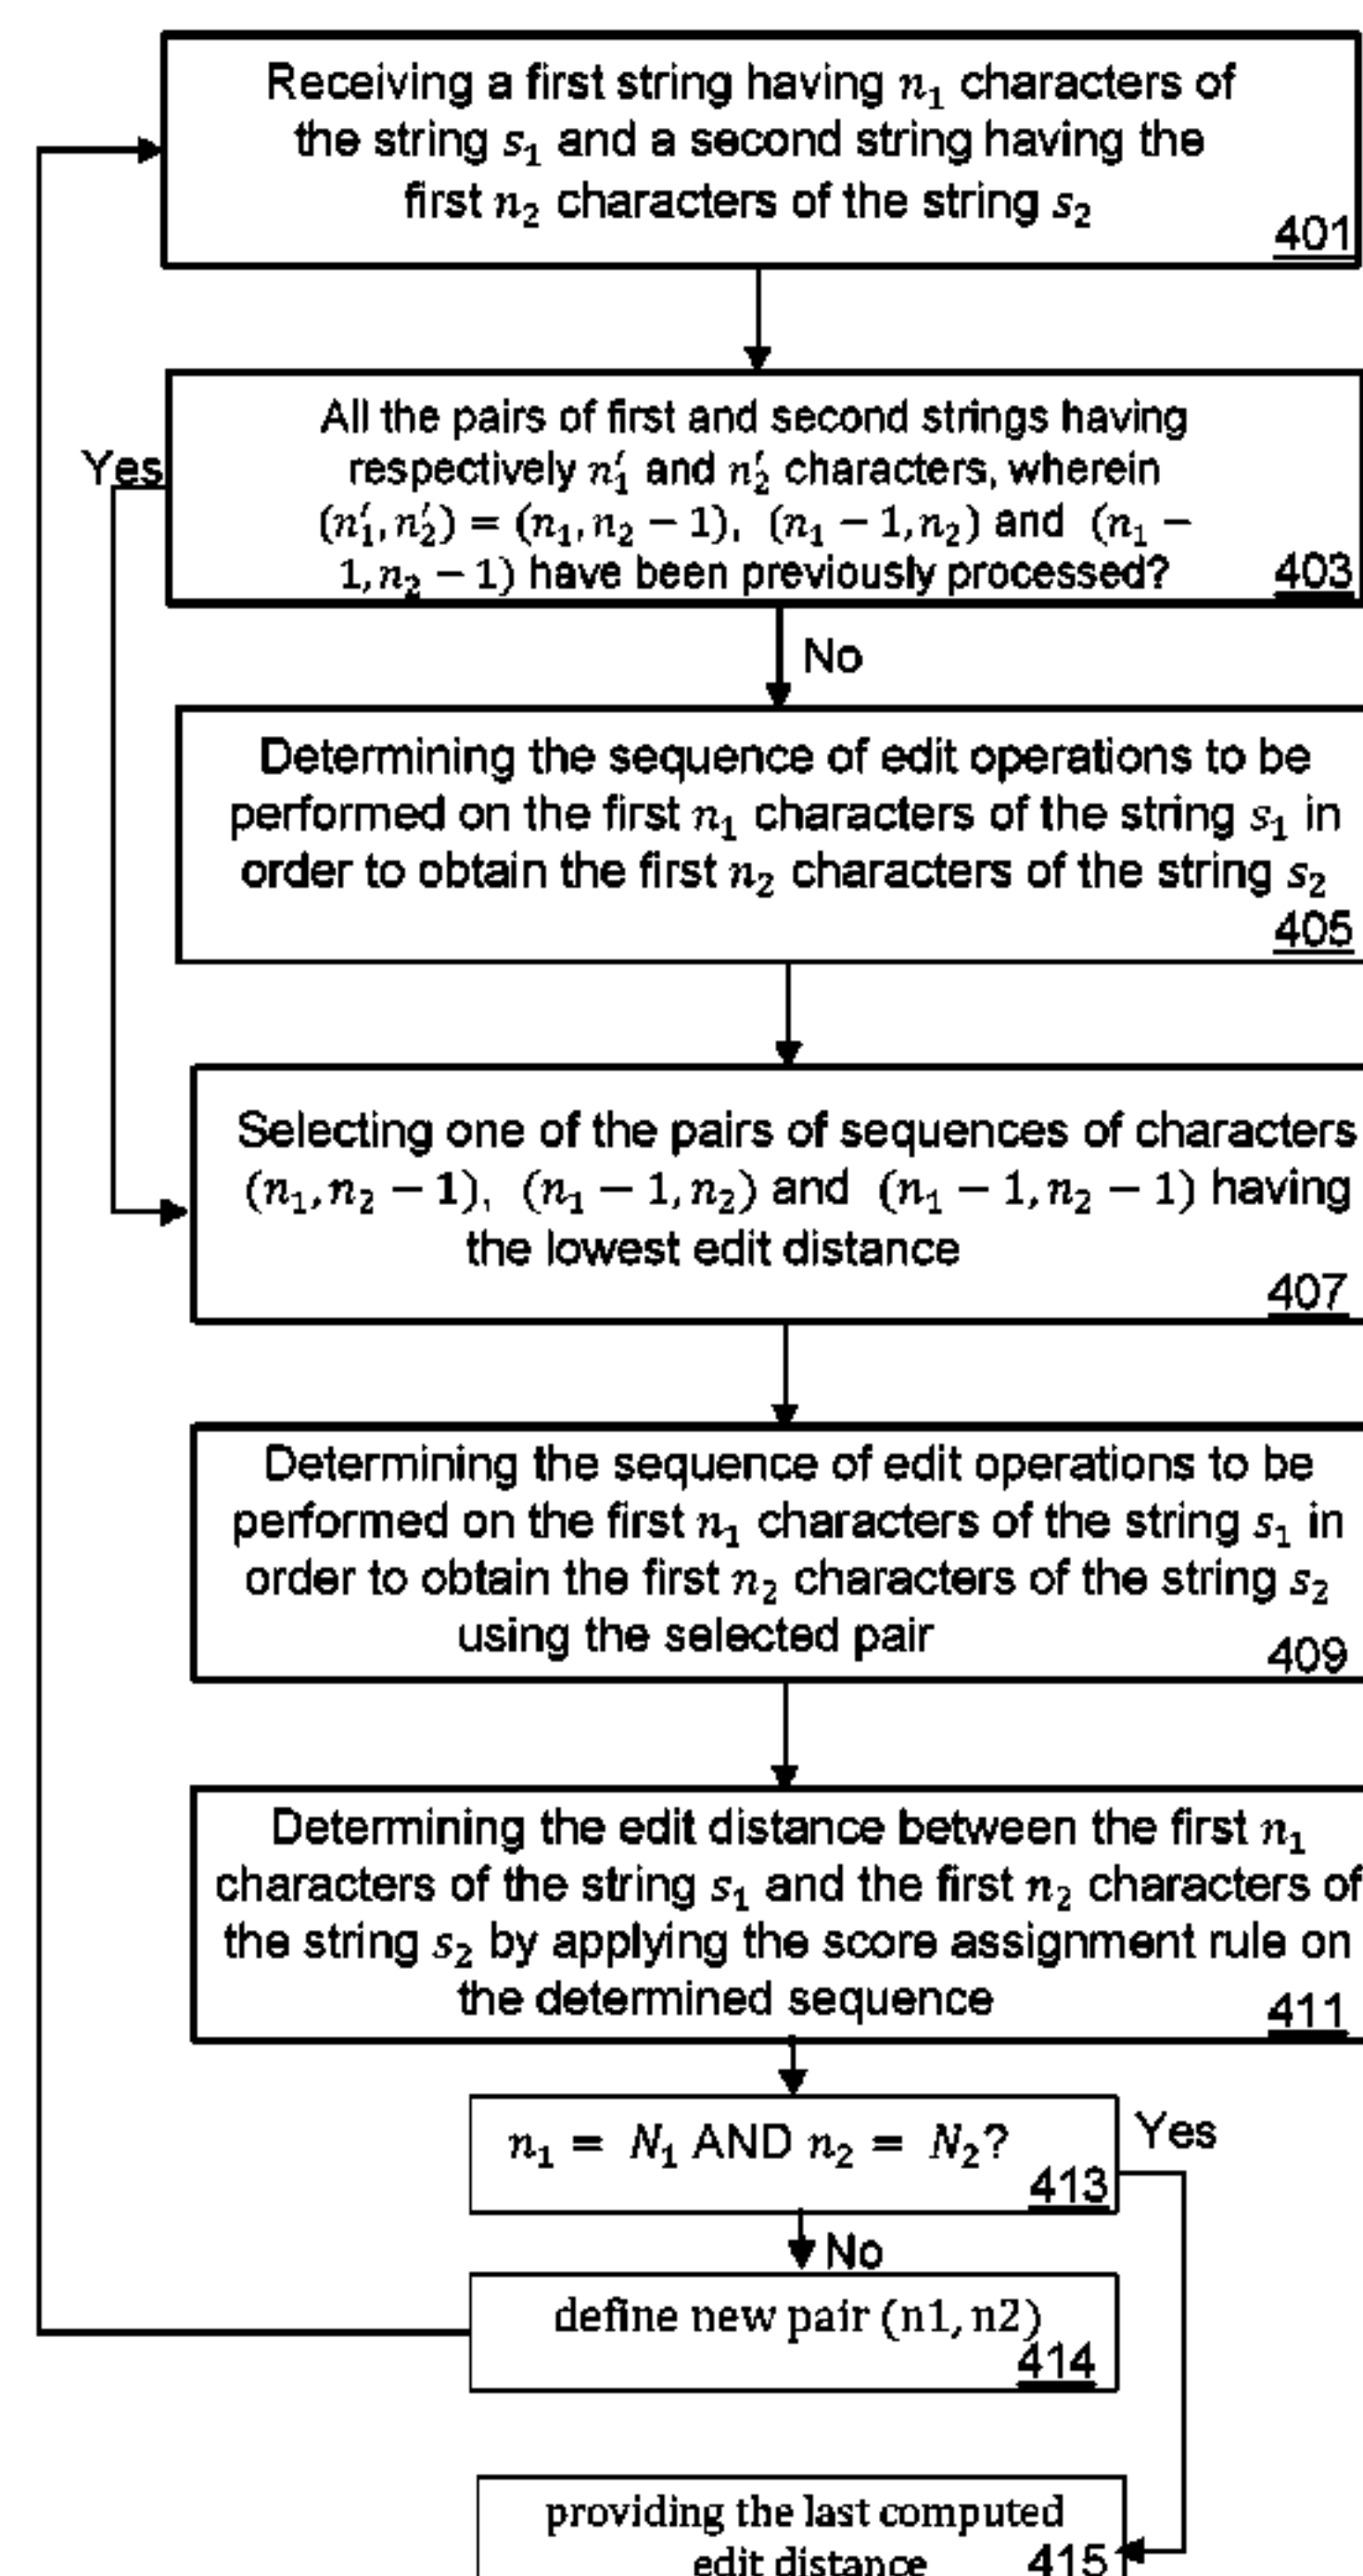 Receiving a first string having n₁ characters of
the string s₁ and a second string having the
first n₂ characters of the string s₂
401
All the pairs of first and second strings having
Yes
respectively n′₁ and n′₂ characters, wherein
(n′₁, n′₂) = (n₁, n₂ − 1), (n₁ − 1, n₂) and (n₁ −
1, n₂ − 1) have been previously processed?
403
No
Determining the sequence of edit operations to be
performed on the first n₁ characters of the string s₁ in
order to obtain the first n₂ characters of the string s₂
405
Selecting one of the pairs of sequences of characters
(n₁, n₂ − 1), (n₁ − 1, n₂) and (n₁ − 1, n₂ − 1) having
the lowest edit distance
407
Determining the sequence of edit operations to be
performed on the first n₁ characters of the string s₁ in
order to obtain the first n₂ characters of the string s₂
using the selected pair
409
Determining the edit distance between the first n₁
characters of the string s₁ and the first n₂ characters of
the string s₂ by applying the score assignment rule on
the determined sequence
411
n₁ = N₁ AND n₂ = N₂?
Yes
413
No
define new pair (n1, n2)
414
providing the last computed
edit distance
415